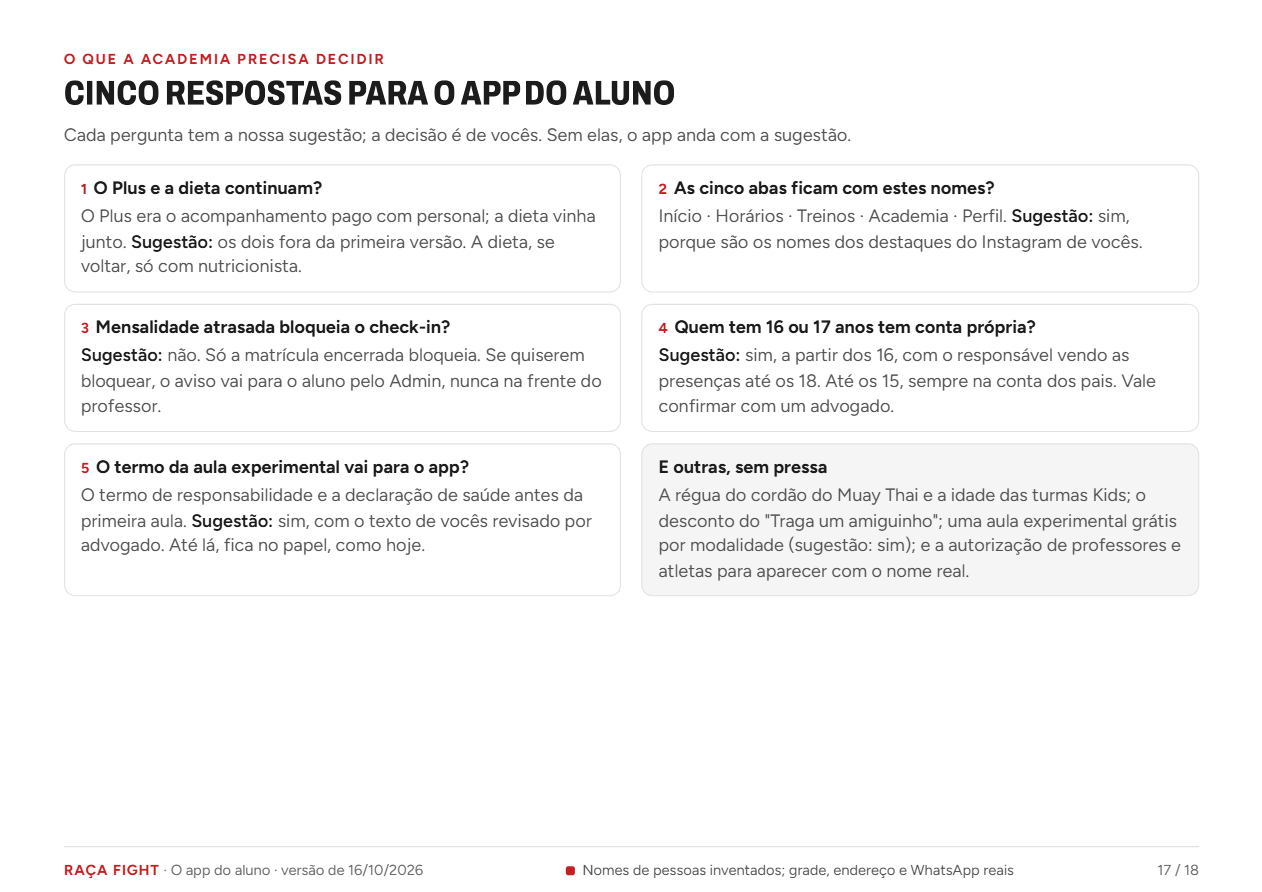 O QUE A ACADEMIA PRECISA DECIDIR
CINCO RESPOSTAS PARA O APP DO ALUNO
Cada pergunta tem a nossa sugestão; a decisão é de vocês. Sem elas, o app anda com a sugestão.
1 O Plus e a dieta continuam?
O Plus era o acompanhamento pago com personal; a dieta vinha
junto. Sugestão: os dois fora da primeira versão. A dieta, se
voltar, só com nutricionista.
2 As cinco abas ficam com estes nomes?
Início · Horários · Treinos · Academia · Perfil. Sugestão: sim,
porque são os nomes dos destaques do Instagram de vocês.
3 Mensalidade atrasada bloqueia o check-in?
Sugestão: não. Só a matrícula encerrada bloqueia. Se quiserem
bloquear, o aviso vai para o aluno pelo Admin, nunca na frente do
professor.
4 Quem tem 16 ou 17 anos tem conta própria?
Sugestão: sim, a partir dos 16, com o responsável vendo as
presenças até os 18. Até os 15, sempre na conta dos pais. Vale
confirmar com um advogado.
5 O termo da aula experimental vai para o app?
O termo de responsabilidade e a declaração de saúde antes da
primeira aula. Sugestão: sim, com o texto de vocês revisado por
advogado. Até lá, fica no papel, como hoje.
E outras, sem pressa
A régua do cordão do Muay Thai e a idade das turmas Kids; o
desconto do "Traga um amiguinho"; uma aula experimental grátis
por modalidade (sugestão: sim); e a autorização de professores e
atletas para aparecer com o nome real.
RAÇA FIGHT · O app do aluno · versão de 16/10/2026
Nomes de pessoas inventados; grade, endereço e WhatsApp reais
17 / 18